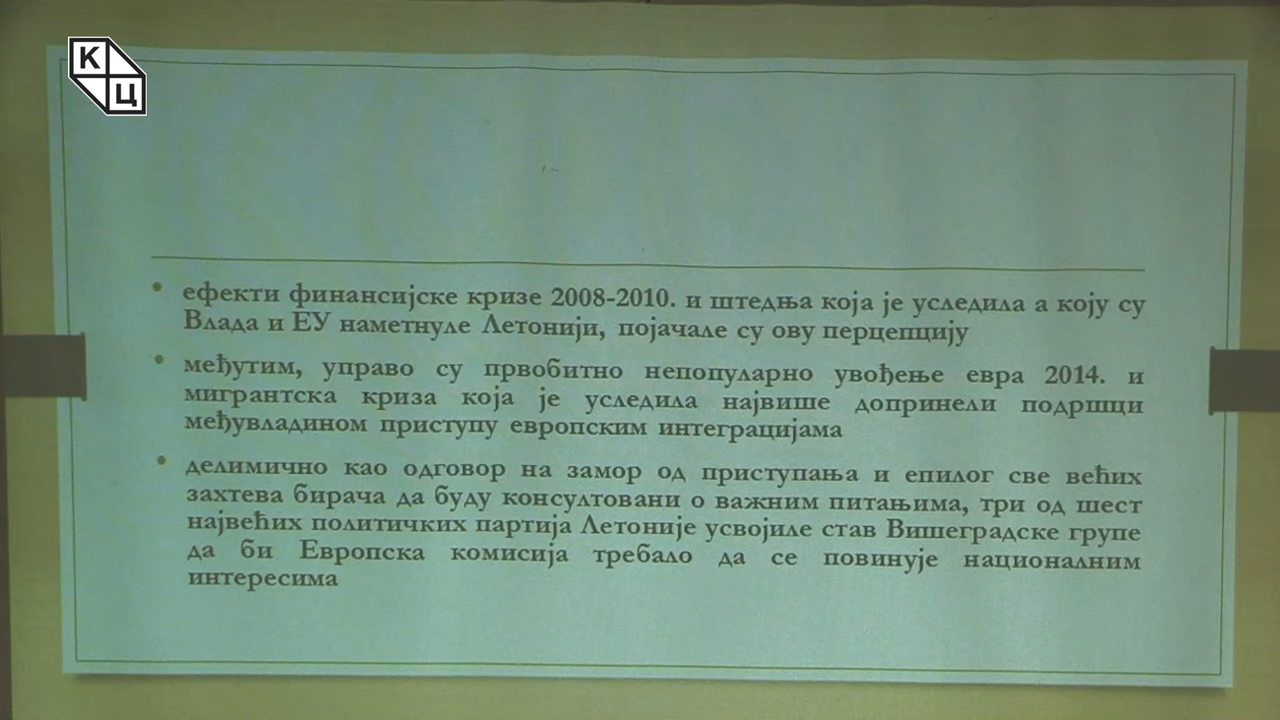 К
Ц
ефекти финансијске кризе 2008-2010. и штедња која је уследила а коју су
Влада и ЕУ наметнуле Летонији, појачале су ову перцепцију
међутим, управо су првобитно непопуларно увођење евра 2014. и
мигрантска криза која је уследила највише допринели подршци
међувладином приступу европским интеграцијама
делимично као одговор на замор од приступања и епилог све већих
захтева бирача да буду консултовани о важним питањима, три од шест
највећих политичких партија Летоније усвојиле став Вишеградске групе
да би Европска комисија требало да се повинује националним
интересима